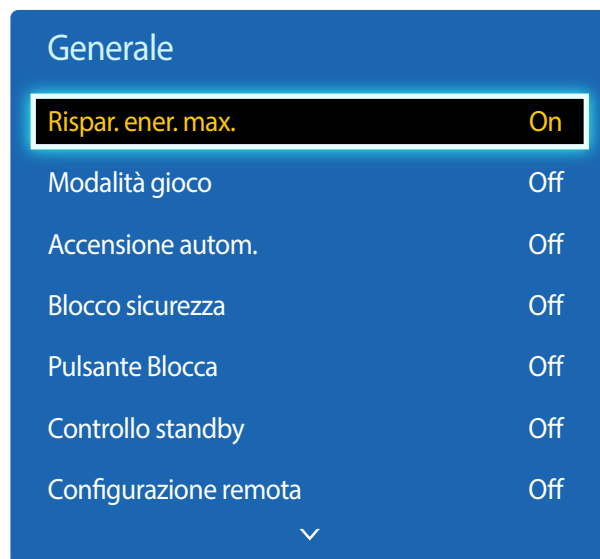 Generale
Rispar. ener. max. On
Modalità gioco Off
Accensione autom. Off
Blocco sicurezza Off
Pulsante Blocca Off
Controllo standby Off
Configurazione remota Off